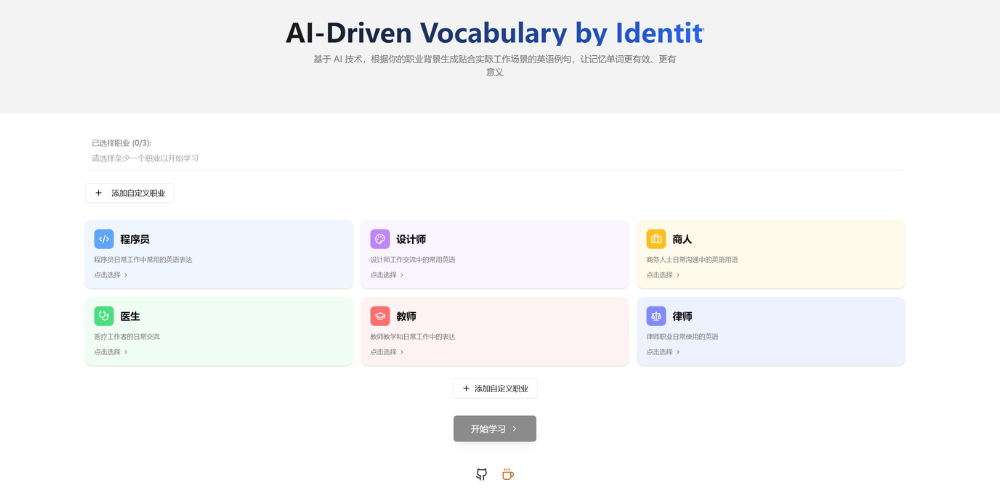 AI-Driven Vocabulary by Identit
基于 AI 技术，根据你的职业背景生成贴合实际工作场景的英语例句，让记忆单词更有效、更有
意义
已选择职业 (0/3):
请选择至少一个职业以开始学习
+ 添加自定义职业
程序员
程序员日常工作中常用的英语表达
点击选择 >
设计师
设计师工作交流中的常用英语
点击选择 >
商人
商务人士日常沟通中的英语用语
点击选择 >
医生
医疗工作者的日常交流
点击选择 >
教师
教师教学和日常工作中的表达
点击选择 >
律师
律师职业日常使用的英语
点击选择 >
+ 添加自定义职业
开始学习 >